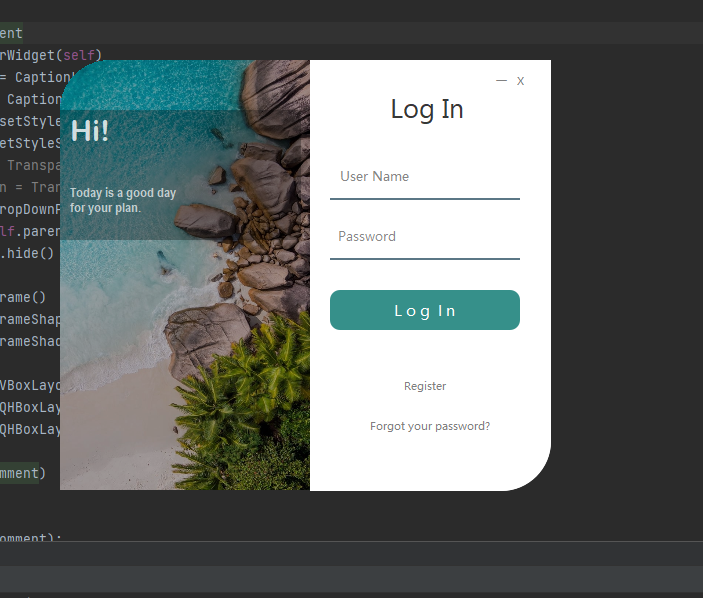 ent
rWidget(self)
= Caption
Caption
setStyle
etStyleS
Transpa
n = Tran
ropDownF
lf.paren
.hide()
rame()
rameShap
rameShad
VBoxLayo
QHBoxLay
QHBoxLay
mment)
omment):
Hi!
Today is a good day
for your plan.
— X
Log In
User Name
Password
Log In
Register
Forgot your password?